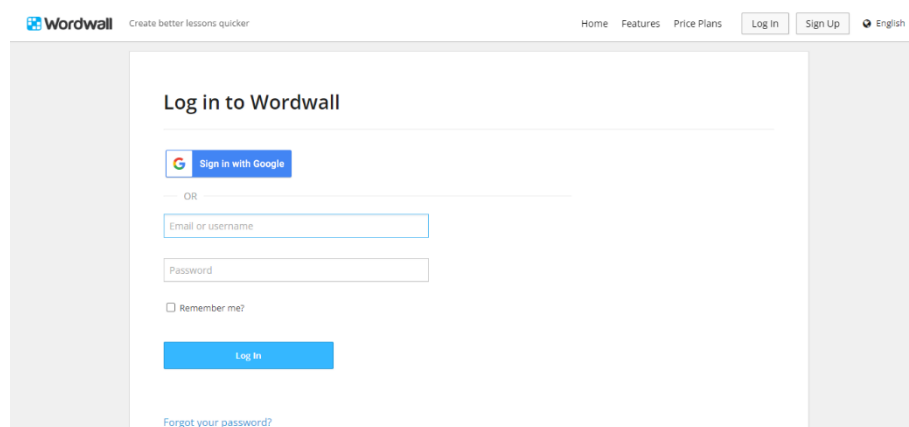 Wordwall Create better lessons quicker Home Features Price Plans Log In Sign Up English
Log in to Wordwall
G Sign in with Google
OR
Email or username
Password
Remember me?
Log In
Forgot your password?